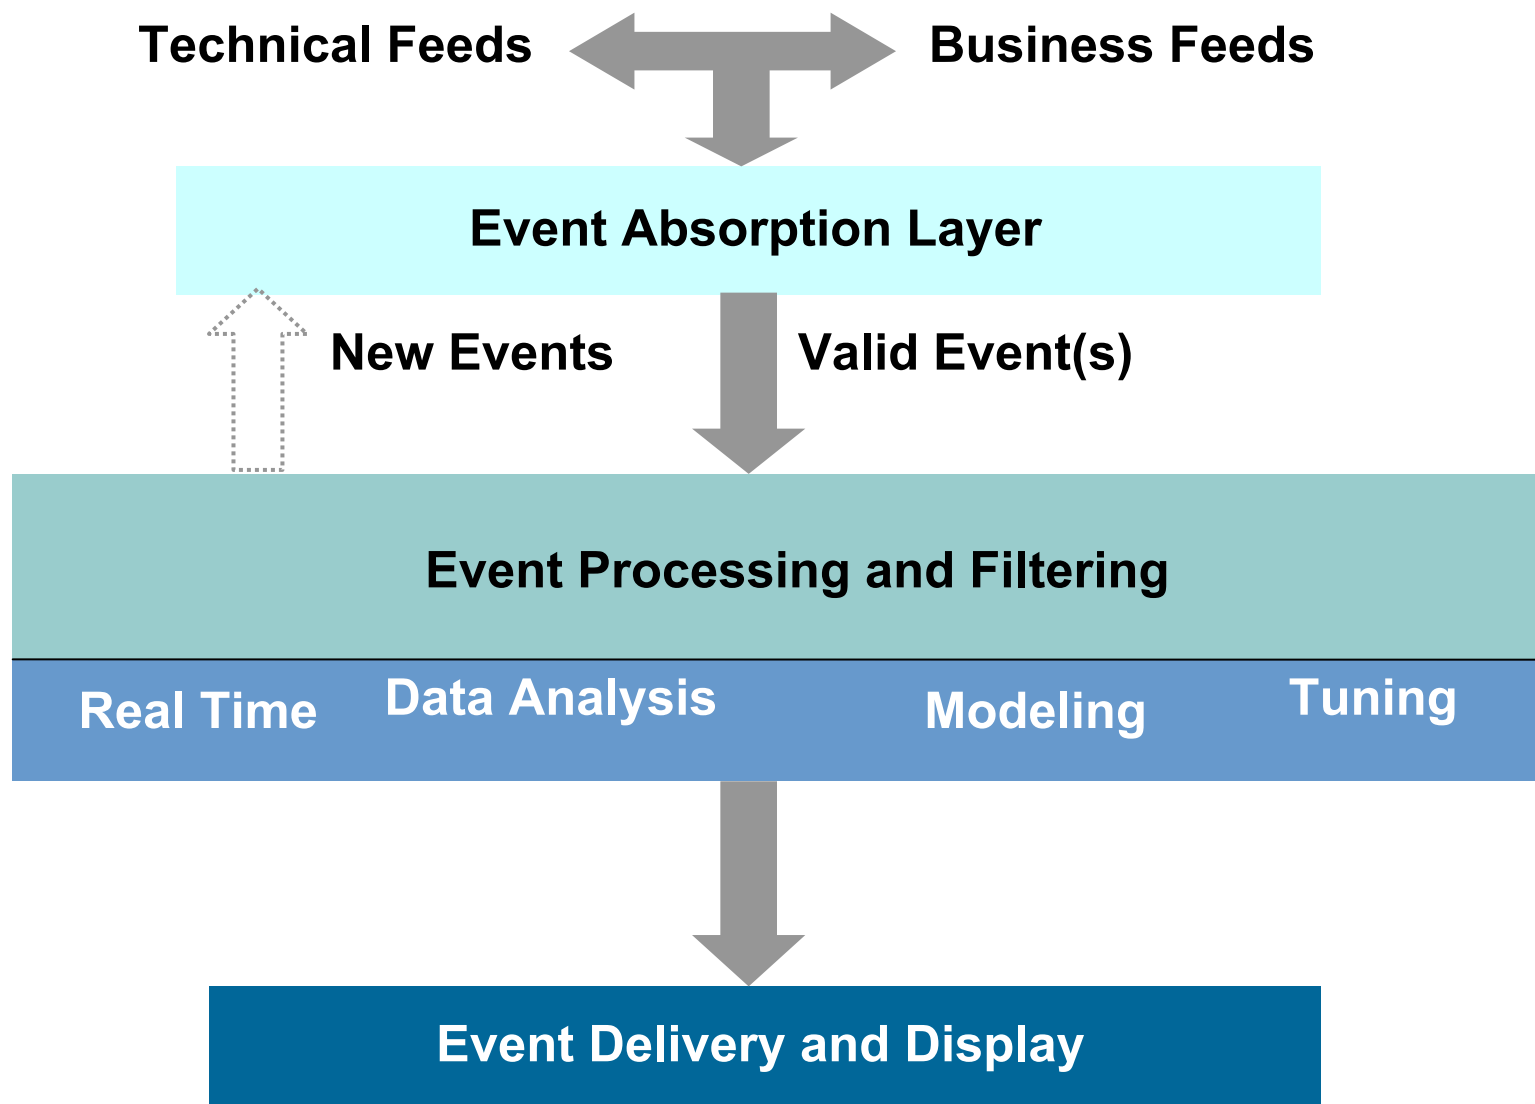 Technical Feeds
Business Feeds
Event Absorption Layer
New Events
Valid Event(s)
Event Processing and Filtering
Real Time
Data Analysis
Modeling
Tuning
Event Delivery and Display